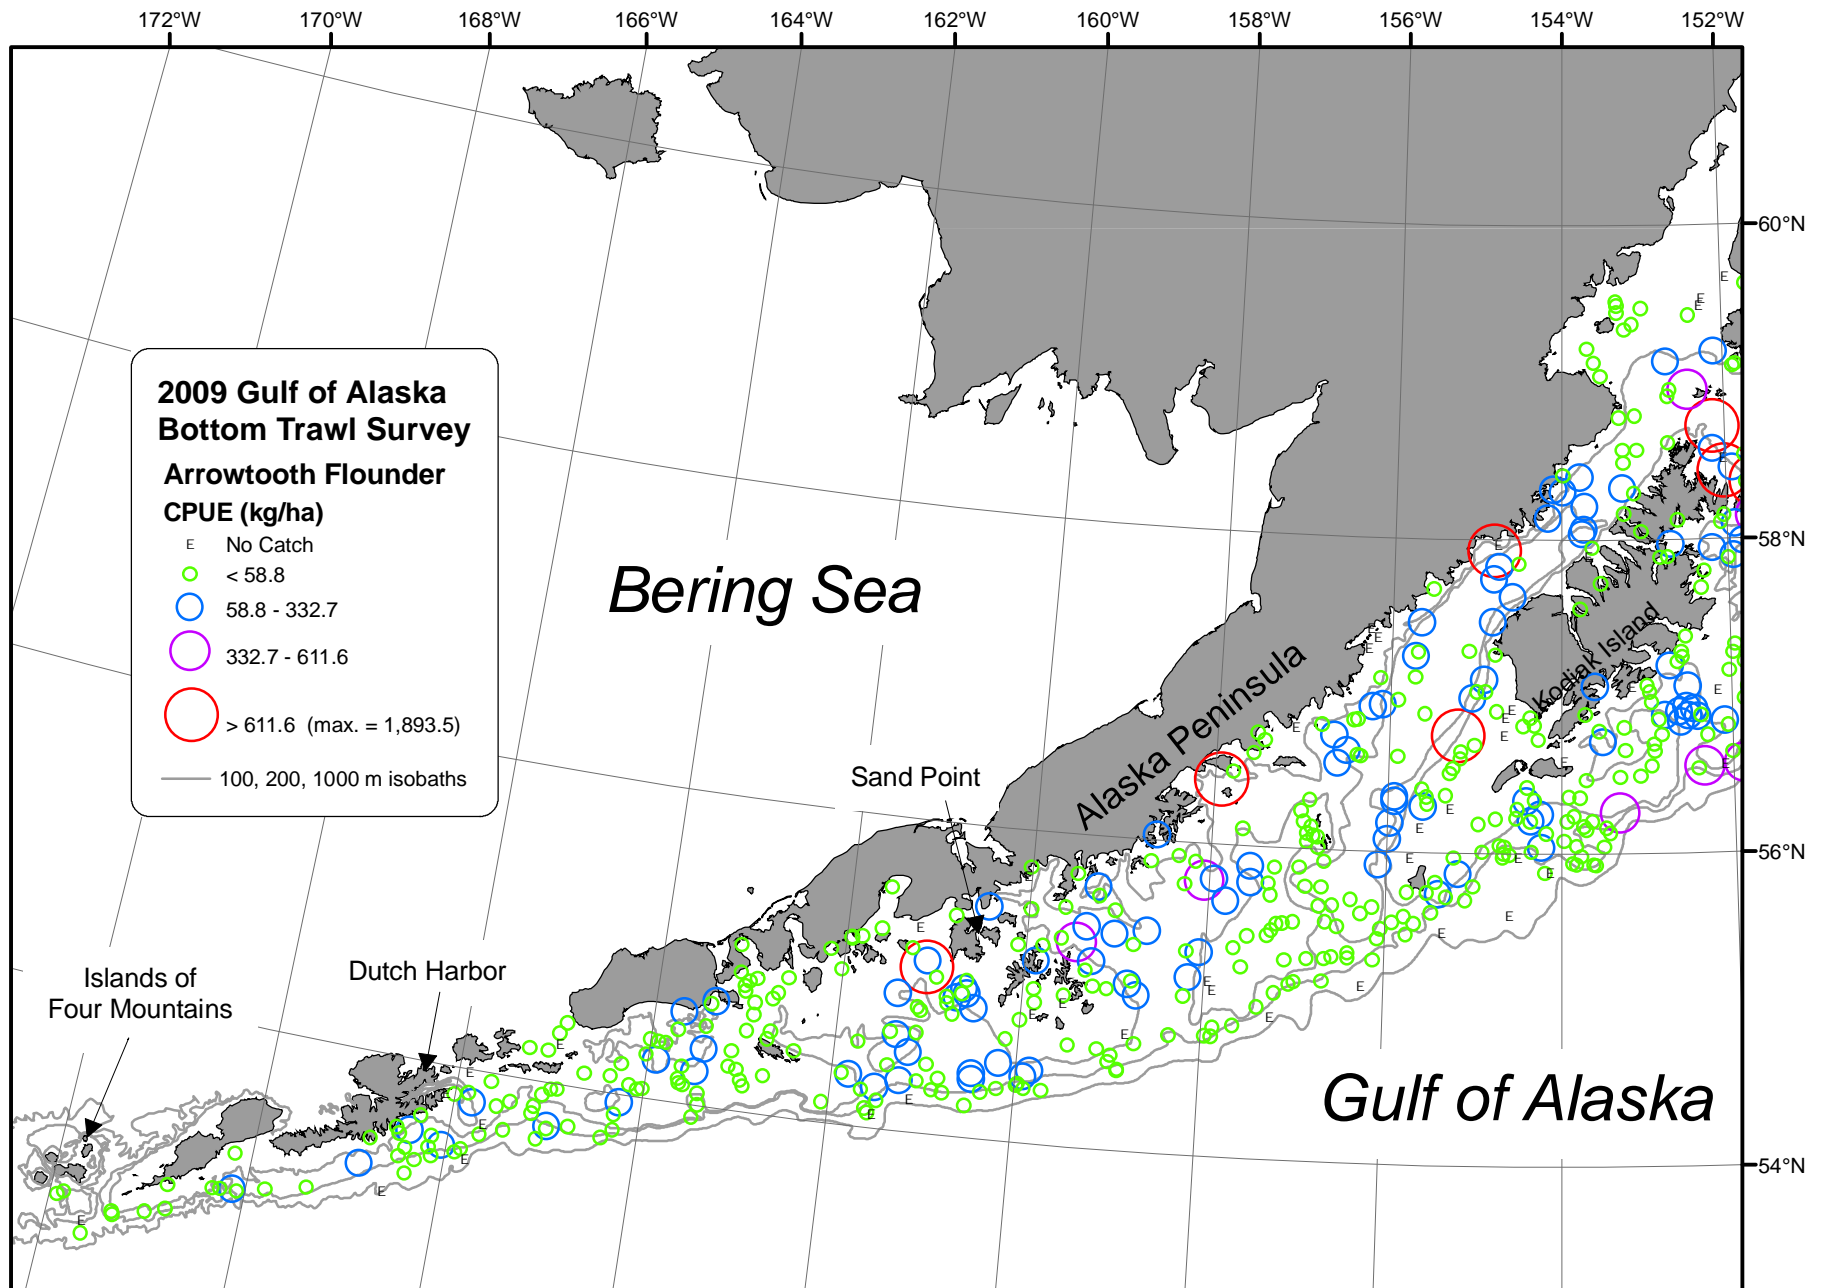 172°W 170°W 168°W 166°W 164°W 162°W 160°W 158°W 156°W 154°W 152°W
60°N
58°N
56°N
54°N
2009 Gulf of Alaska
Bottom Trawl Survey
Arrowtooth Flounder
CPUE (kg/ha)
E No Catch
< 58.8
58.8 - 332.7
332.7 - 611.6
> 611.6 (max. = 1,893.5)
100, 200, 1000 m isobaths
Bering Sea
Alaska Peninsula
Kodiak Island
Sand Point
Dutch Harbor
Islands of
Four Mountains
Gulf of Alaska